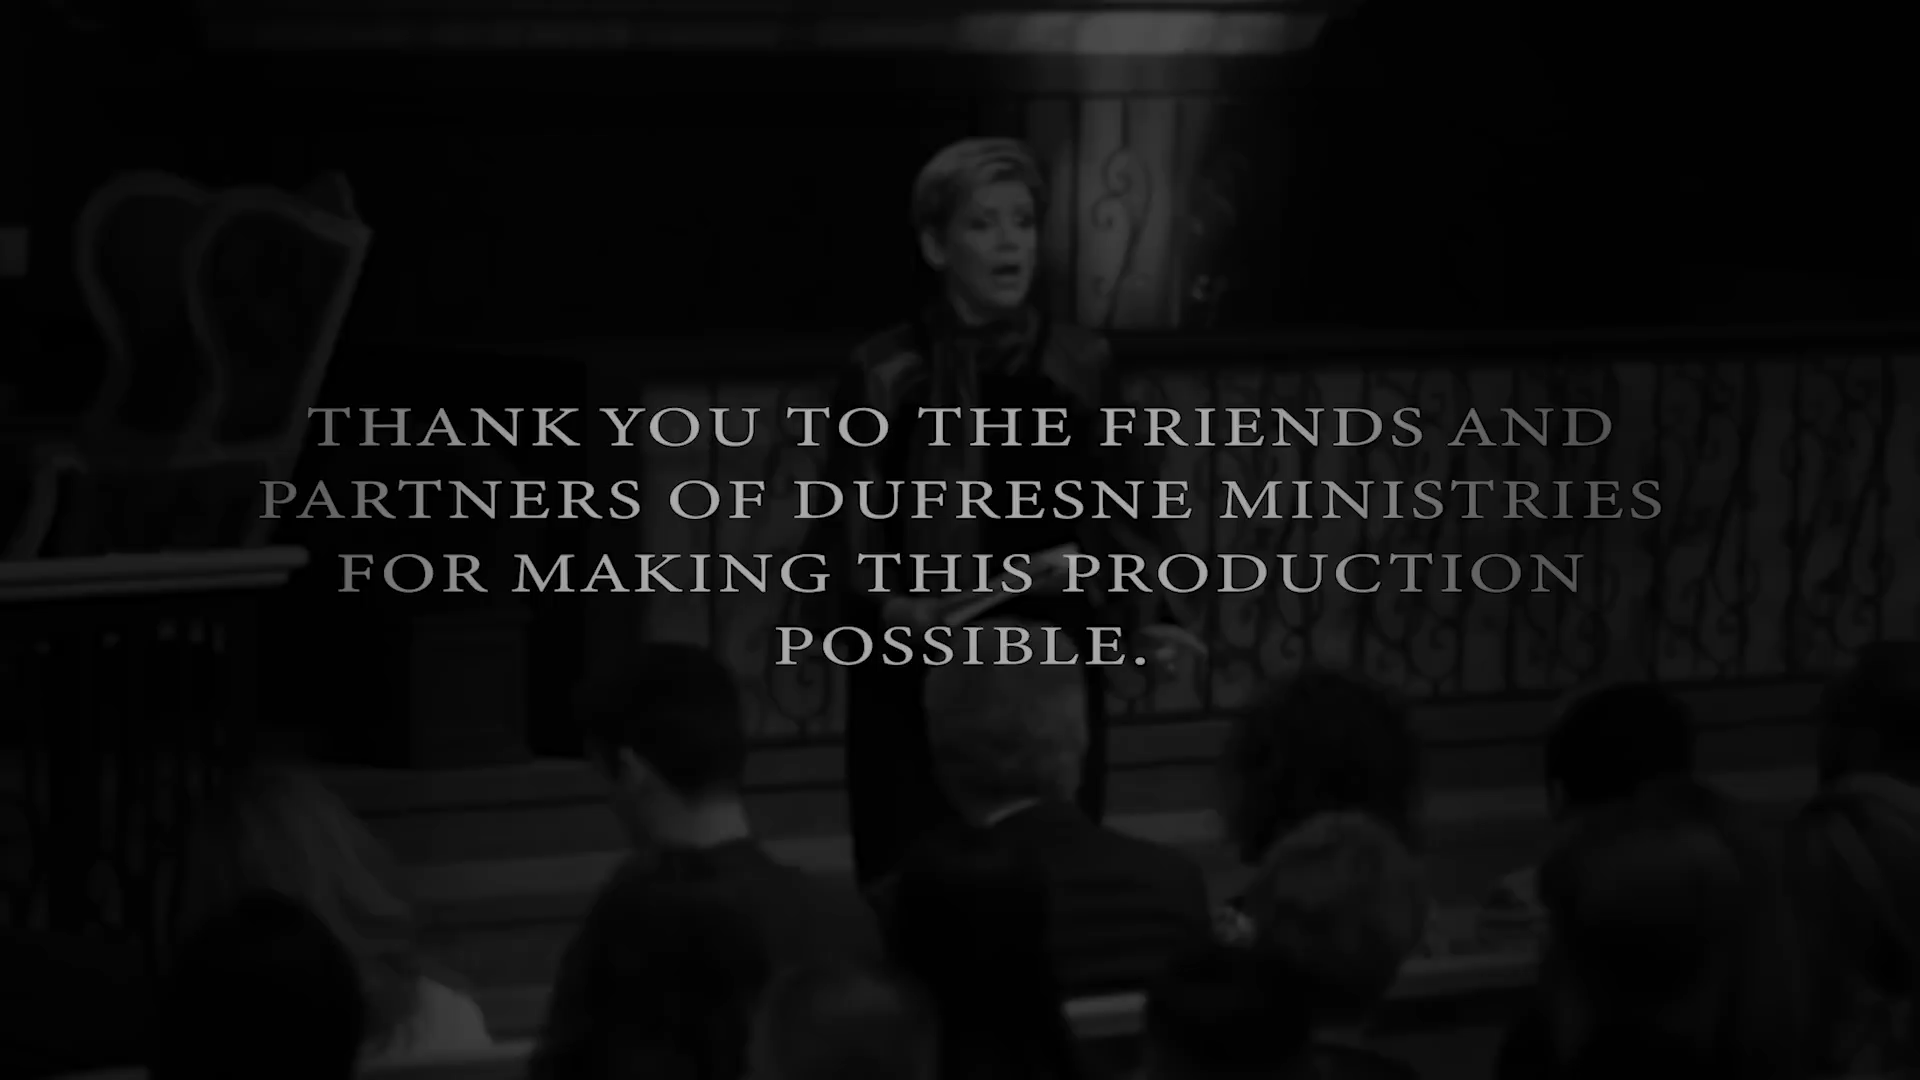 THANK YOU TO THE FRIENDS AND
PARTNERS OF DUFRESNE MINISTRIES
FOR MAKING THIS PRODUCTION
POSSIBLE.